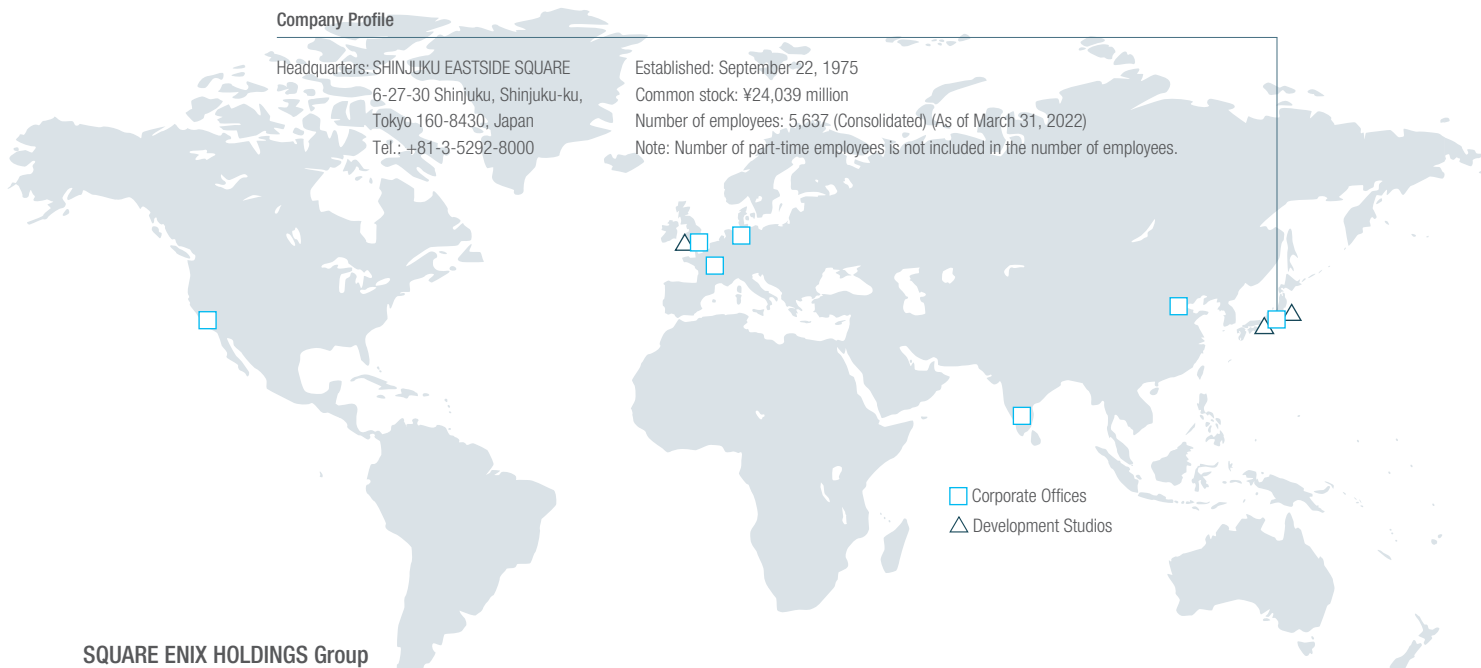 Company Profile
Headquarters: SHINJUKU EASTSIDE SQUARE
6-27-30 Shinjuku, Shinjuku-ku,
Tokyo 160-8430, Japan
Tel.: +81-3-5292-8000
Established: September 22, 1975
Common stock: ¥24,039 million
Number of employees: 5,637 (Consolidated) (As of March 31, 2022)
Note: Number of part-time employees is not included in the number of employees.
Corporate Offices
Development Studios
SQUARE ENIX HOLDINGS Group